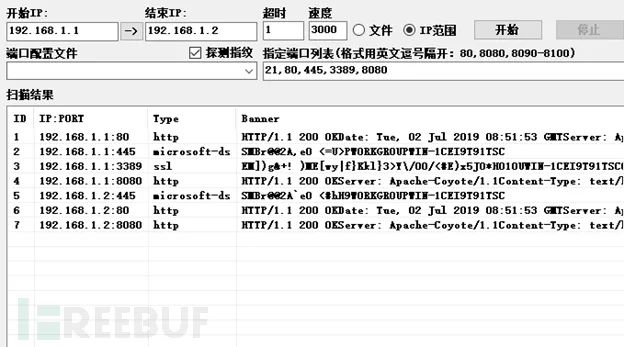 开始IP: 结束IP: 超时 速度
192.168.1.1 -> 192.168.1.2 1 3000 文件 IP范围 开始 停止
端口配置文件 探测指纹 指定端口列表(格式用英文逗号隔开: 80,8080,8090-8100)
21,80,445,3389,8080
扫描结果
ID IP:PORT Type Banner
1 192.168.1.1:80 http HTTP/1.1 200 OKDate: Tue, 02 Jul 2019 08:51:53 GMTServer: Ap
2 192.168.1.1:445 microsoft-ds SMBr@@2A,e0 <=U>PWORKGROUPWIN-1CEI9T91TSC
3 192.168.1.1:3389 ssl
4 192.168.1.1:8080 http HTTP/1.1 200 OKServer: Apache-Coyote/1.1Content-Type: text/h
5 192.168.1.2:445 microsoft-ds SMBr@@2A`e0 <$hH9WORKGROUPWIN-1CEI9T91TSC
6 192.168.1.2:80 http HTTP/1.1 200 OKDate: Tue, 02 Jul 2019 08:51:53 GMTServer: Ap
7 192.168.1.2:8080 http HTTP/1.1 200 OKServer: Apache-Coyote/1.1Content-Type: text/h
FREEBUF